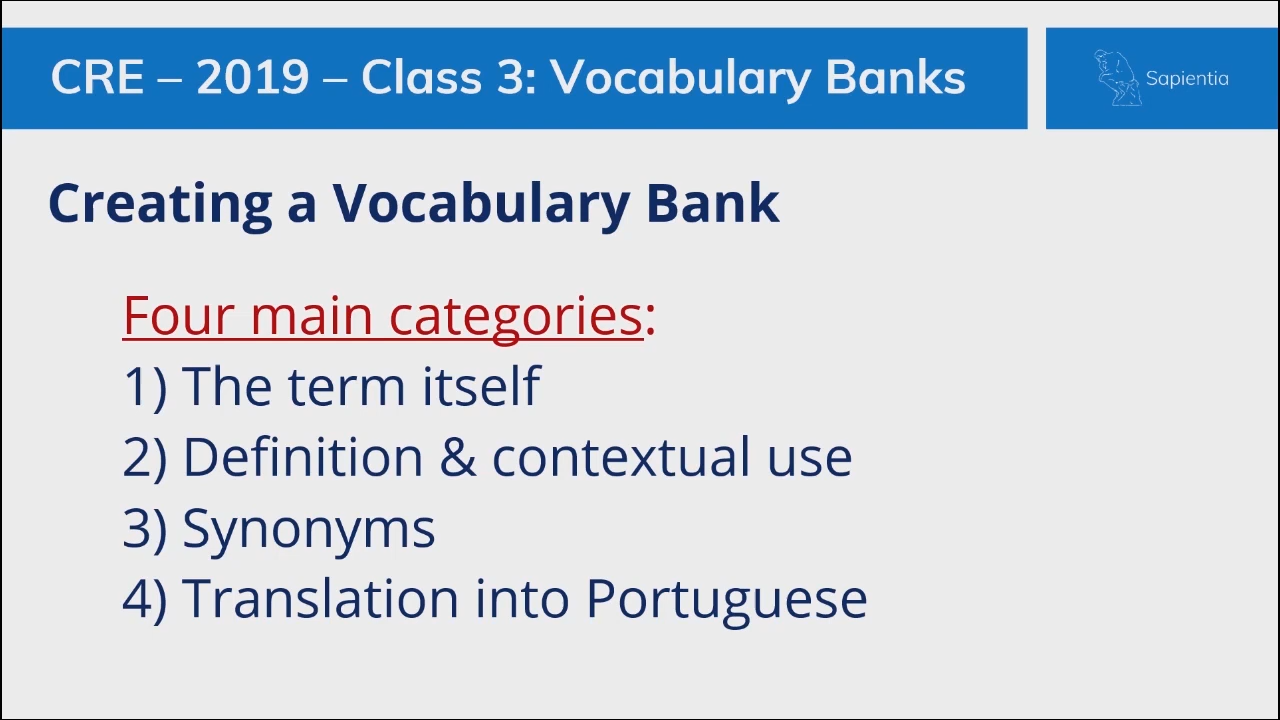 CRE – 2019 – Class 3: Vocabulary Banks
Sapientia
Creating a Vocabulary Bank
Four main categories:
1) The term itself
2) Definition & contextual use
3) Synonyms
4) Translation into Portuguese